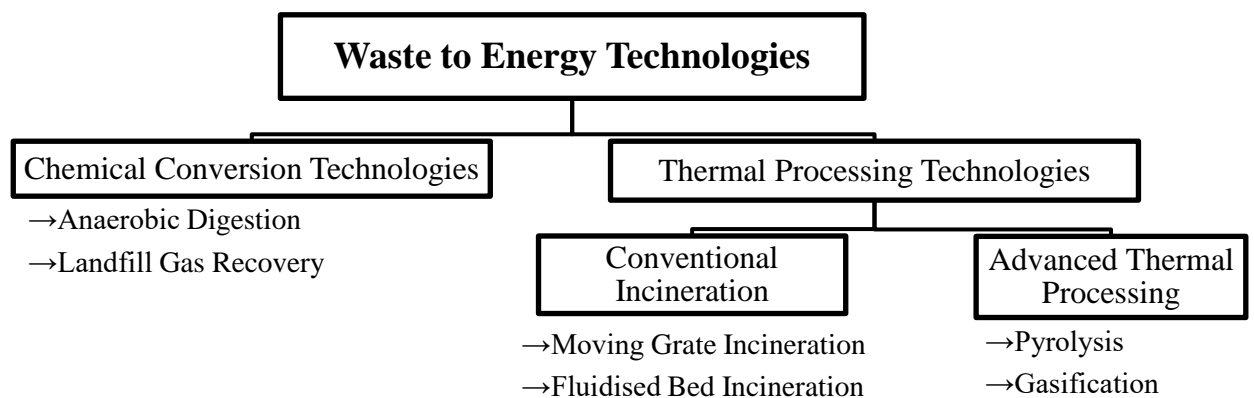 Waste to Energy Technologies
Chemical Conversion Technologies
→Anaerobic Digestion
→Landfill Gas Recovery
Thermal Processing Technologies
Conventional
Incineration
→Moving Grate Incineration
→Fluidised Bed Incineration
Advanced Thermal
Processing
→Pyrolysis
→Gasification